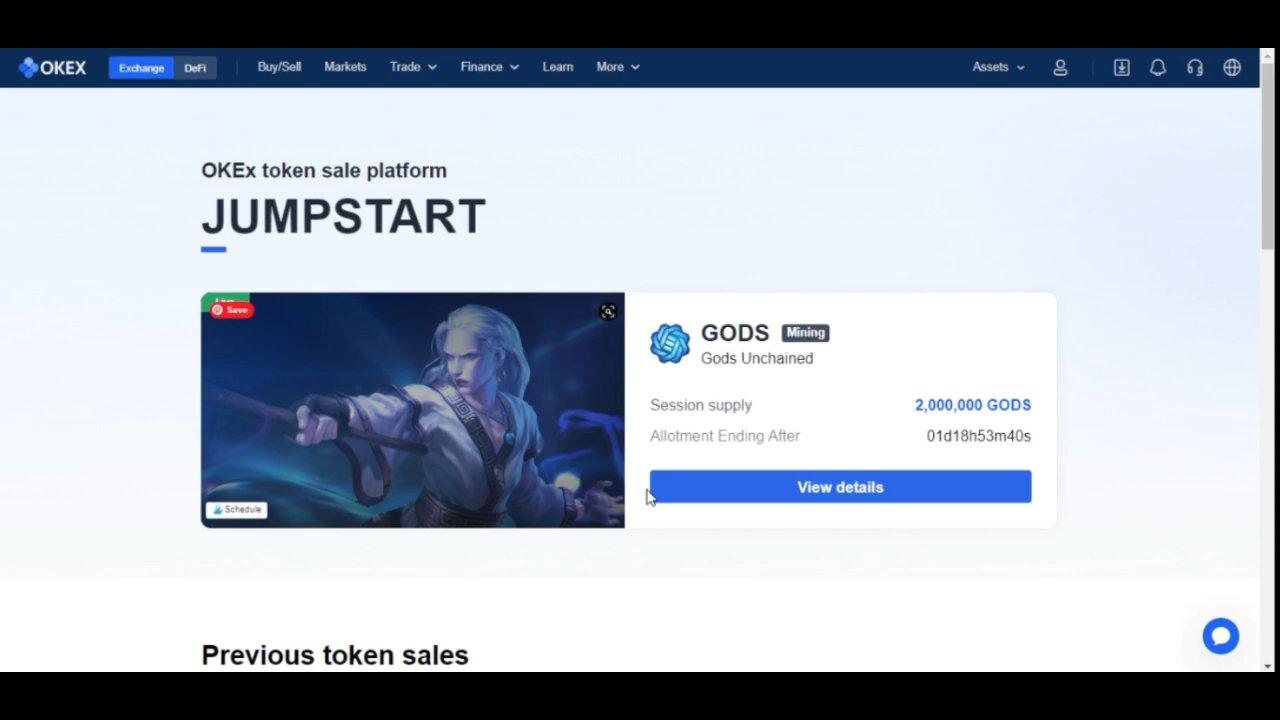 OKEX Exchange DeFi Buy/Sell Markets Trade Finance Learn More Assets
OKEx token sale platform
JUMPSTART
Save
GODS Mining
Gods Unchained
Session supply 2,000,000 GODS
Allotment Ending After 01d18h53m40s
View details
Schedule
Previous token sales